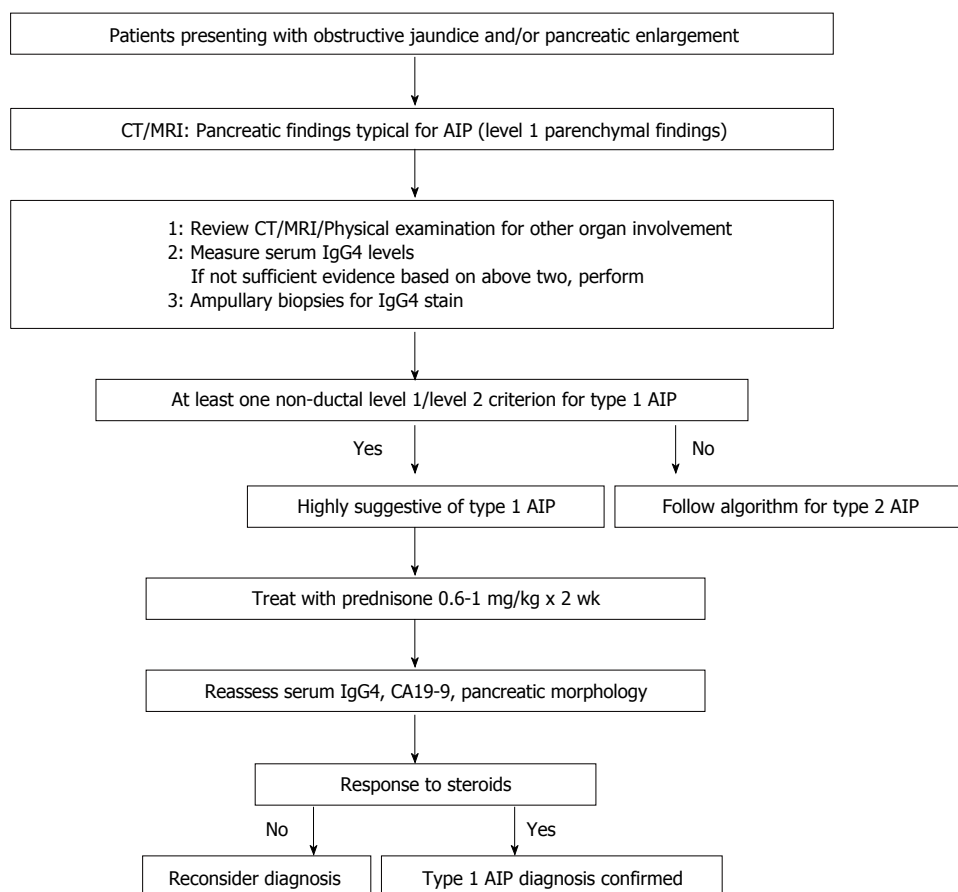 Patients presenting with obstructive jaundice and/or pancreatic enlargement
CT/MRI: Pancreatic findings typical for AIP (level 1 parenchymal findings)
1: Review CT/MRI/Physical examination for other organ involvement
2: Measure serum IgG4 levels
If not sufficient evidence based on above two, perform
3: Ampullary biopsies for IgG4 stain
At least one non-ductal level 1/level 2 criterion for type 1 AIP
Yes
No
Highly suggestive of type 1 AIP
Follow algorithm for type 2 AIP
Treat with prednisone 0.6-1 mg/kg x 2 wk
Reassess serum IgG4, CA19-9, pancreatic morphology
Response to steroids
No
Yes
Reconsider diagnosis
Type 1 AIP diagnosis confirmed